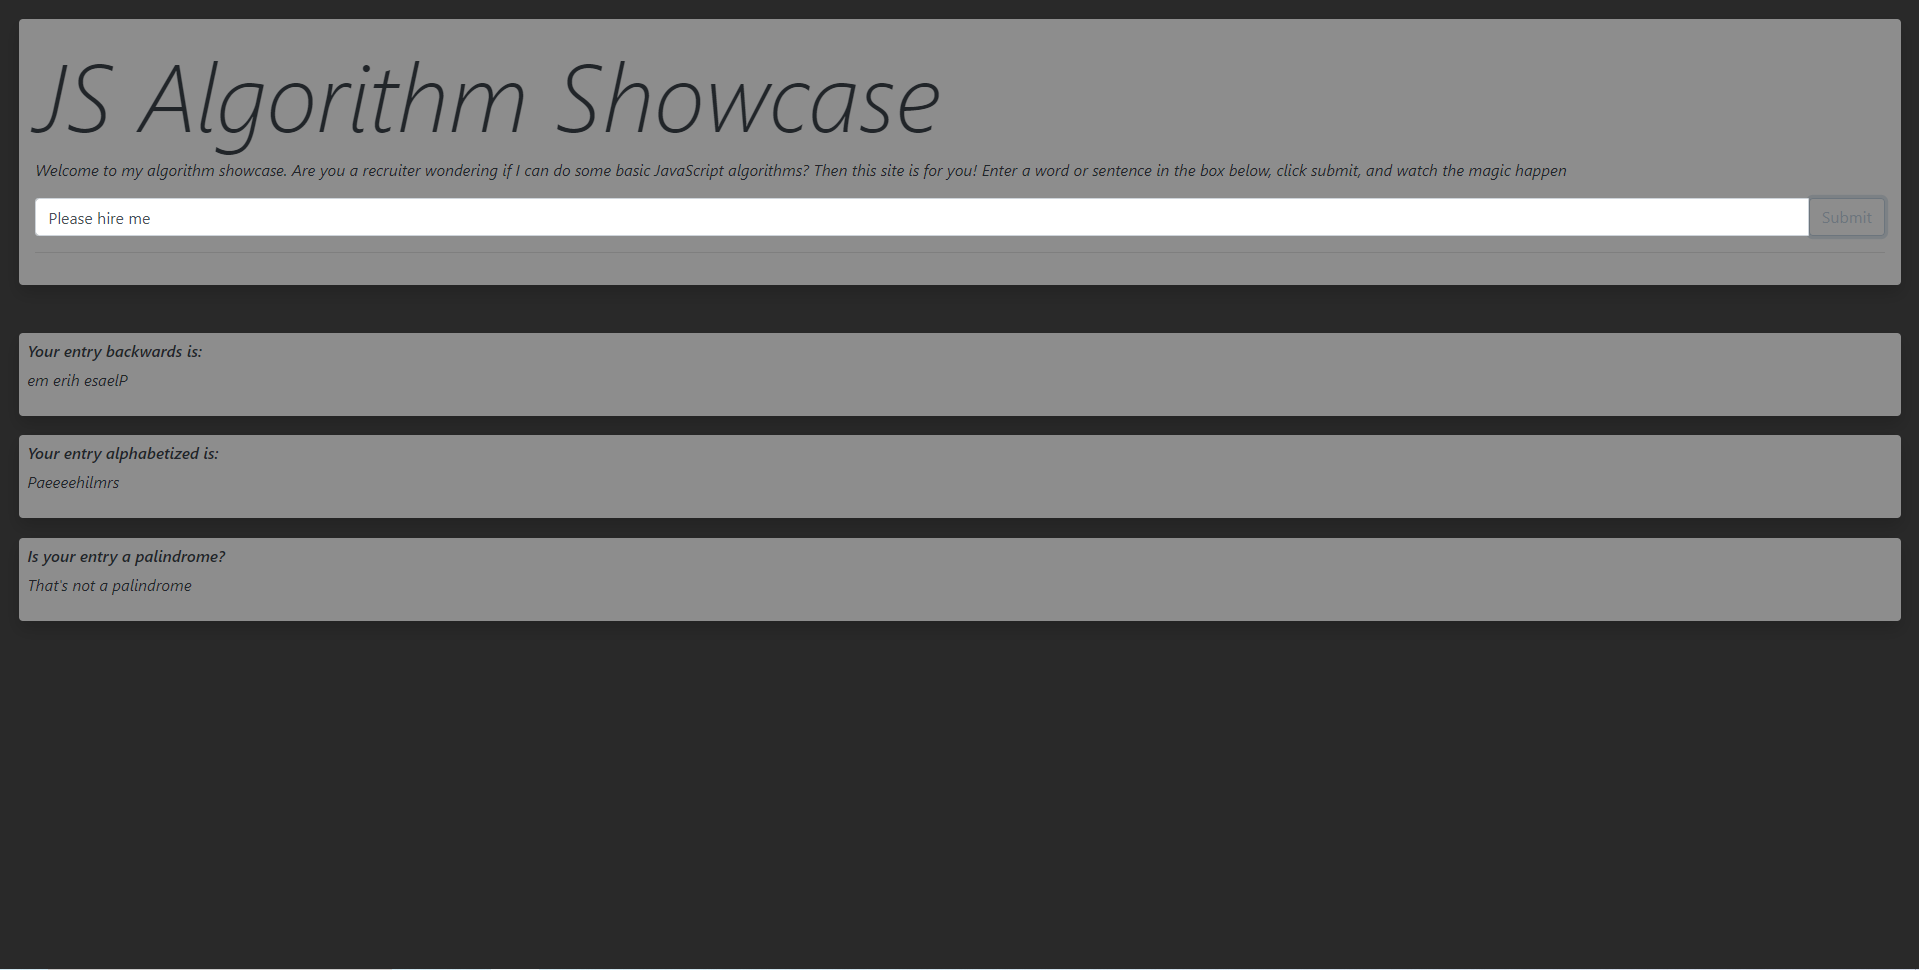 JS Algorithm Showcase
Welcome to my algorithm showcase. Are you a recruiter wondering if I can do some basic JavaScript algorithms? Then this site is for you! Enter a word or sentence in the box below, click submit, and watch the magic happen
Please hire me
Submit
Your entry backwards is:
em erih esaelP
Your entry alphabetized is:
Paeeeehilmrs
Is your entry a palindrome?
That's not a palindrome